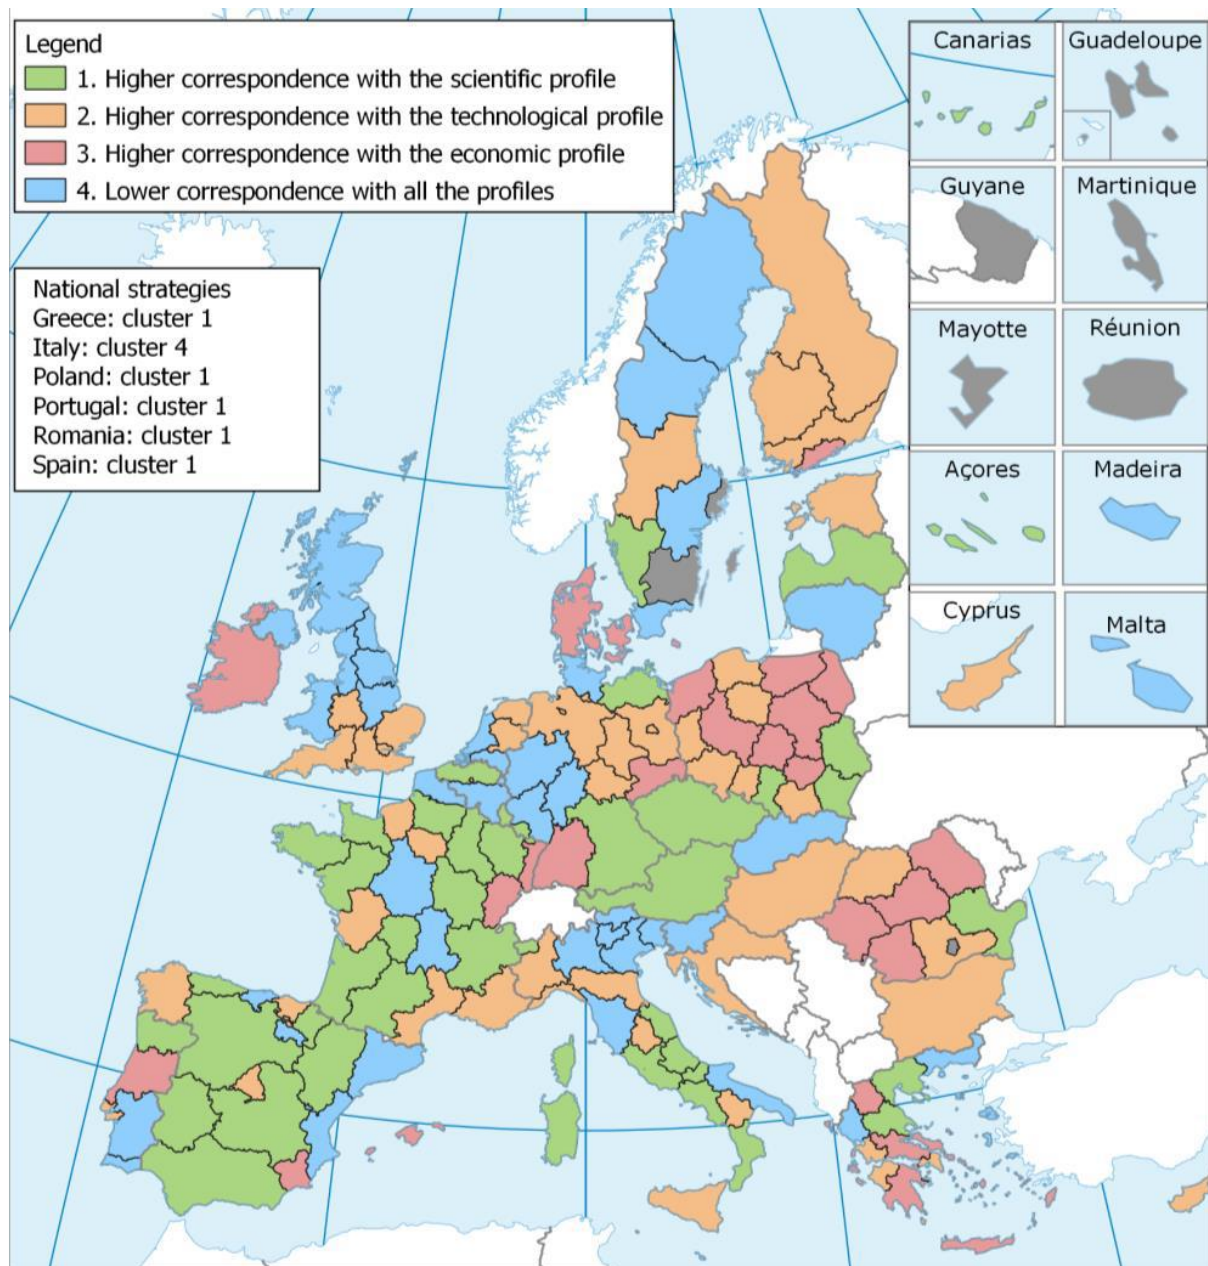 Legend
1. Higher correspondence with the scientific profile
2. Higher correspondence with the technological profile
3. Higher correspondence with the economic profile
4. Lower correspondence with all the profiles
National strategies
Greece: cluster 1
Italy: cluster 4
Poland: cluster 1
Portugal: cluster 1
Romania: cluster 1
Spain: cluster 1
Canarias
Guadeloupe
Guyane
Martinique
Mayotte
Réunion
Açores
Madeira
Cyprus
Malta